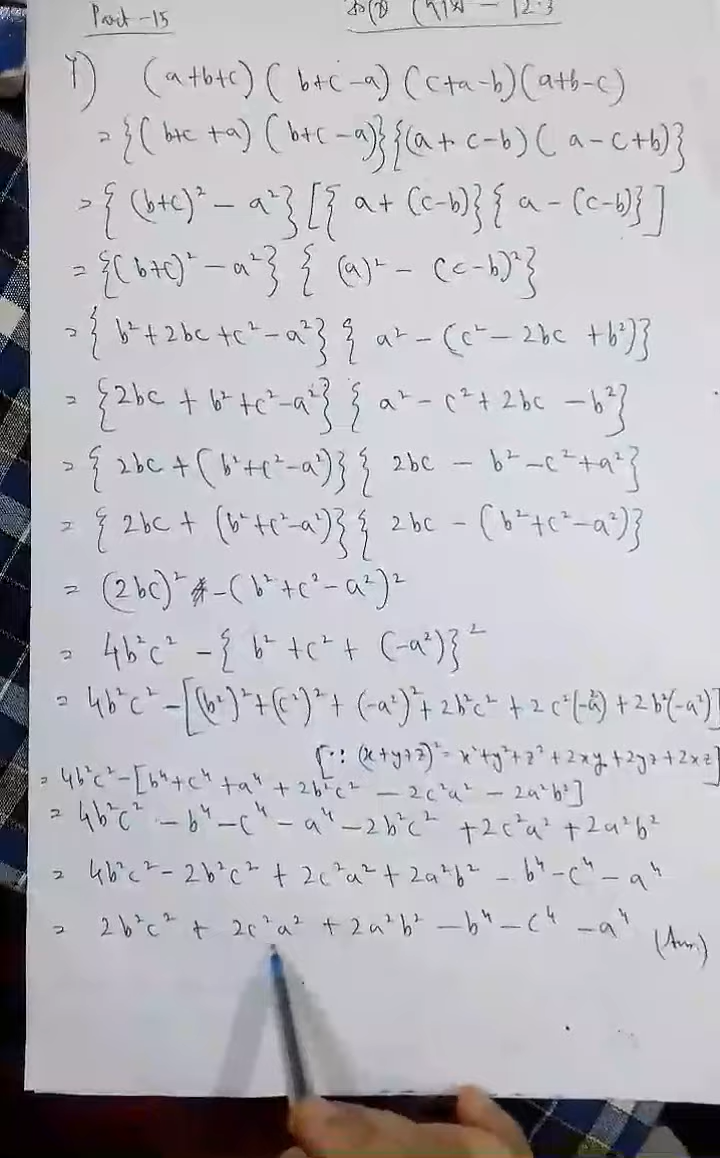 Part -15
7) (a+b+c) (b+c-a) (c+a-b)(a+b-c)
= {(b+c +a) (b+c -a)}{(a+ c-b) ( a-c+b)}
= { (b+c)² - a²} [{ a+ (c-b)}{ a - (c-b)}]
= {(b+c)² -a²} { (a)² - (c-b)²}
= { b²+2bc+c²-a²} { a² - (c² - 2bc +b²)}
= {2bc + b²+c²-a²} { a² - c²+2bc -b²}
= { 2bc+(b²+c²-a²)}{ 2bc - b²-c²+a²}
= { 2bc+ (b²+c²-a²)}{ 2bc - (b²+c²-a²)}
= (2bc)² -(b²+c²-a²)²
= 4b²c² -{ b² +c²+ (-a²)}²
= 4b²c² -[(b²)²+(c²)²+ (-a²)²+2b²c² +2c²(-a²) +2b²(-a²)]
[∵ (x+y+z)²= x²+y²+z²+2xy+2yz+2xz]
= 4b²c²-[b⁴+c⁴+a⁴+2b²c² -2c²a² -2a²b²]
= 4b²c² -b⁴-c⁴-a⁴-2b²c² +2c²a² +2a²b²
= 4b²c²-2b²c² + 2c²a²+2a²b² -b⁴-c⁴-a⁴
= 2b²c² + 2c²a² +2a²b² -b⁴-c⁴ -a⁴ (Ans)